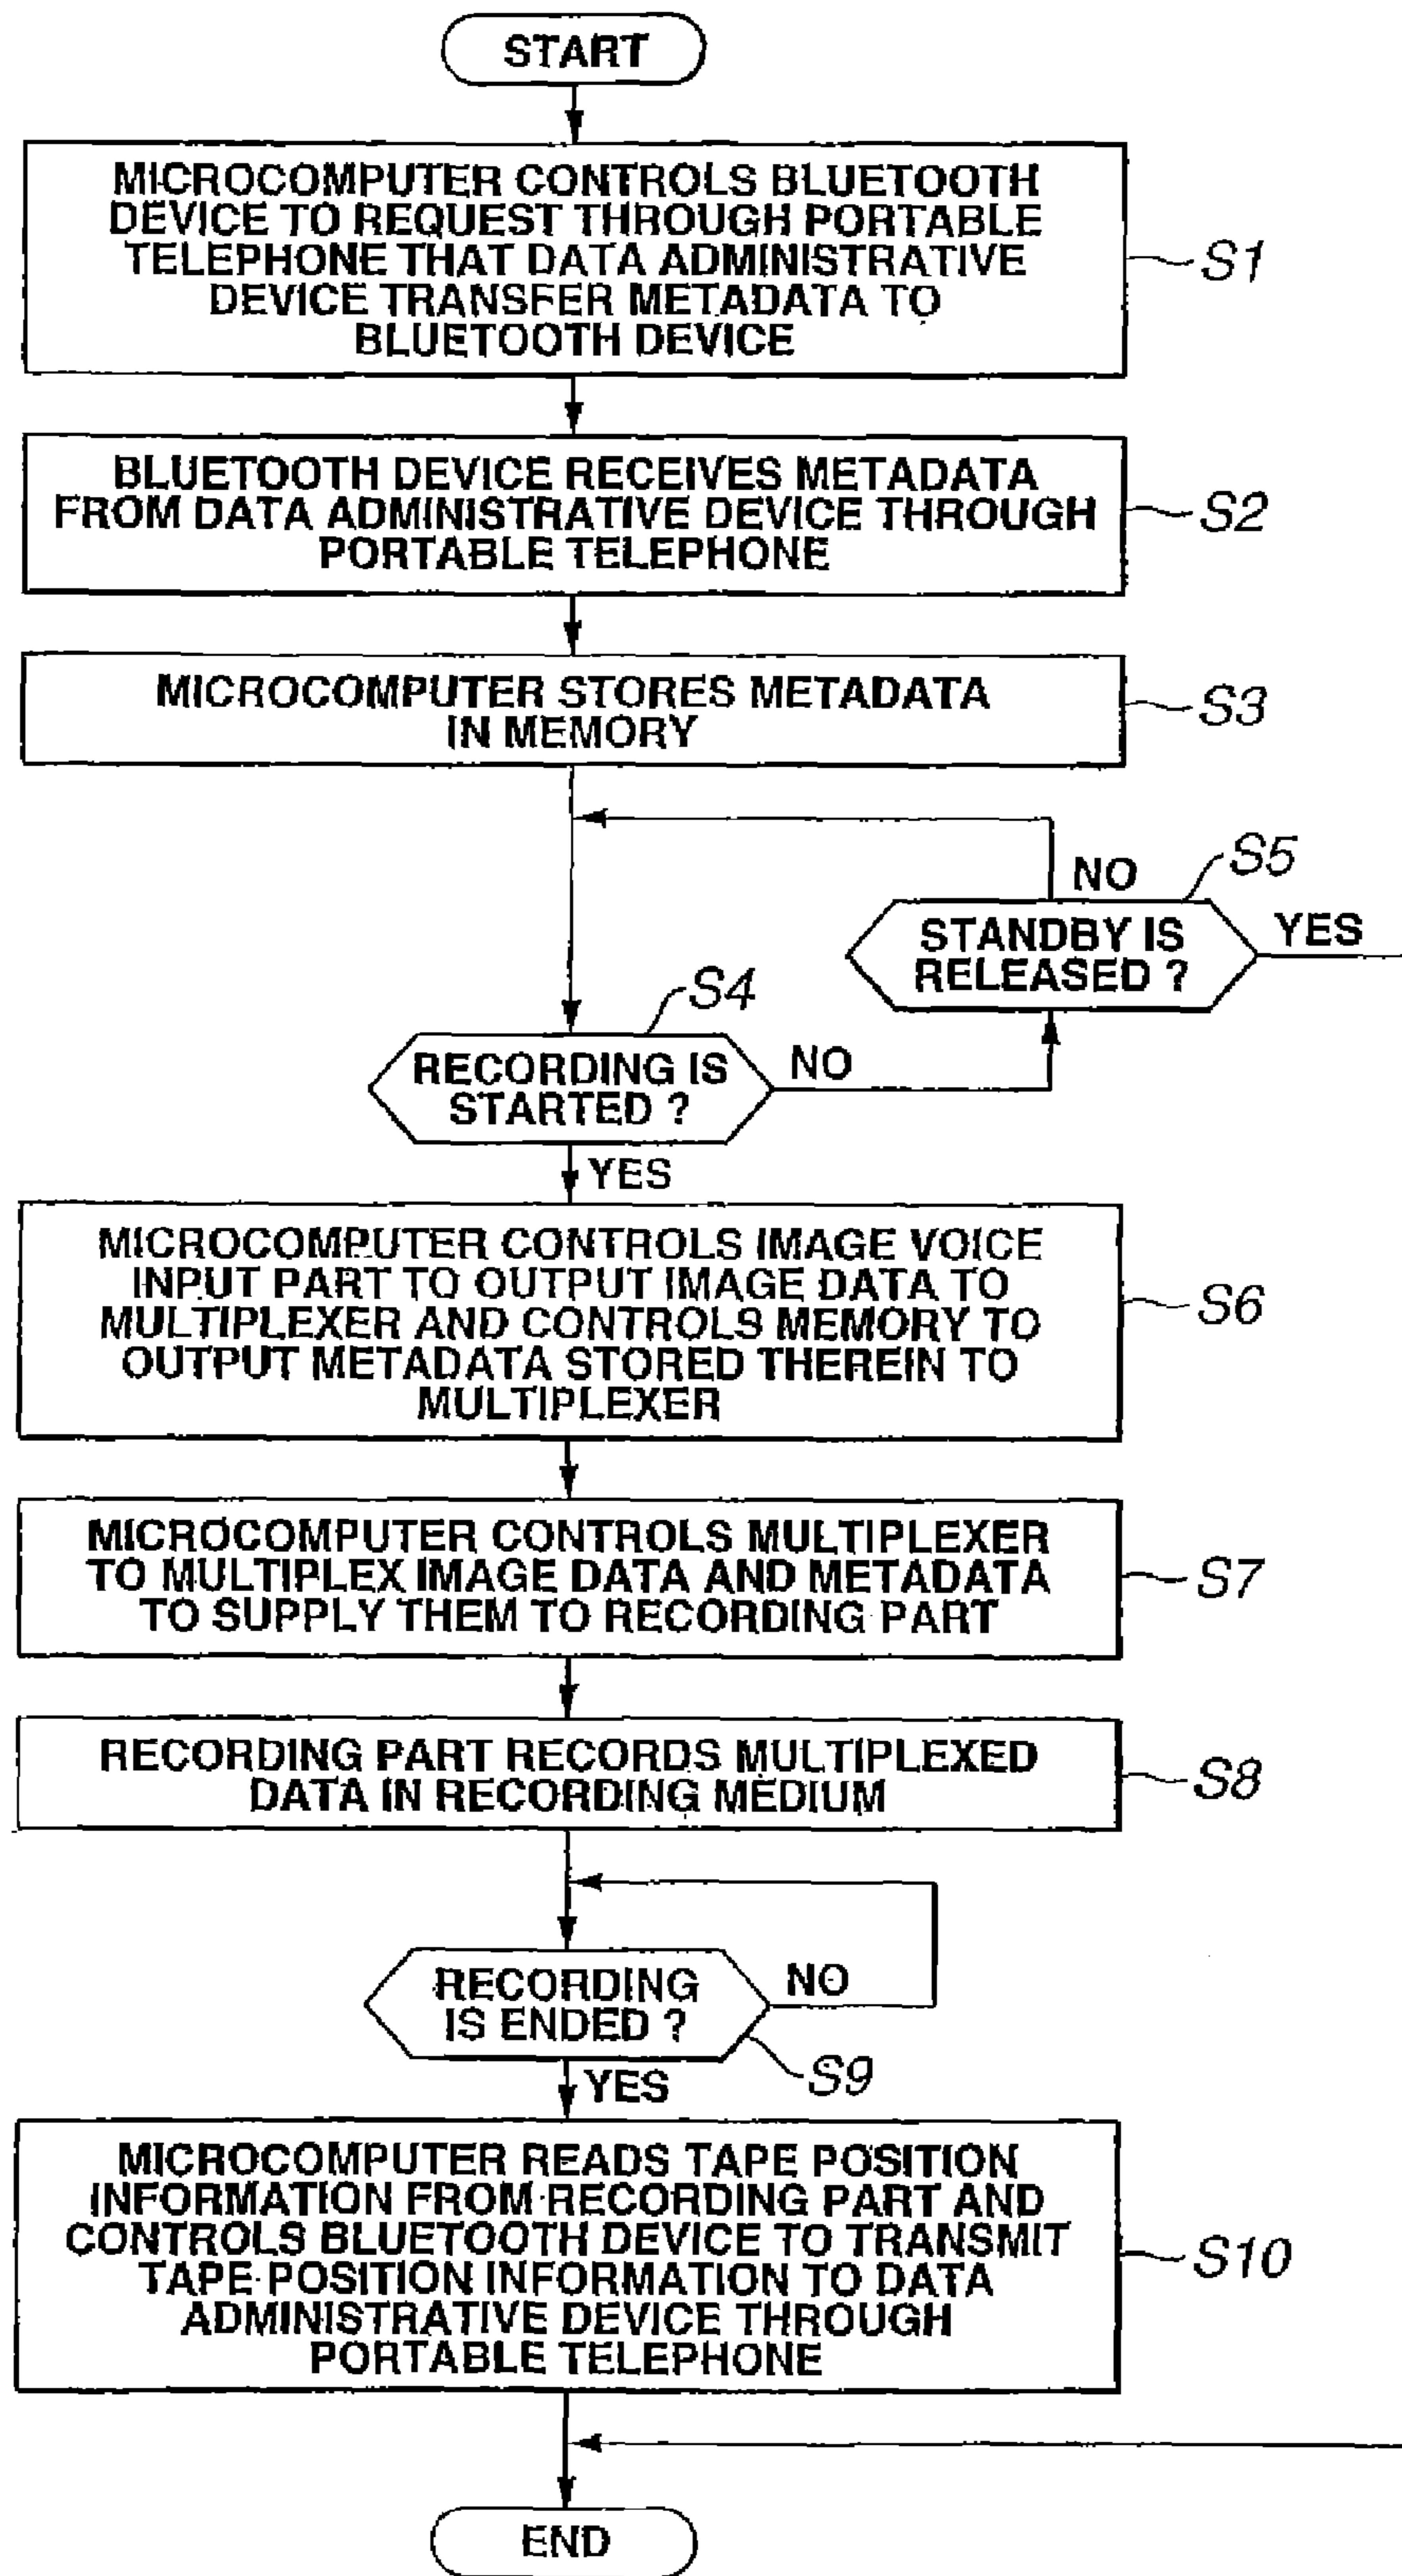 START
MICROCOMPUTER CONTROLS BLUETOOTH
DEVICE TO REQUEST THROUGH PORTABLE
TELEPHONE THAT DATA ADMINISTRATIVE
DEVICE TRANSFER METADATA TO
BLUETOOTH DEVICE
S1
BLUETOOTH DEVICE RECEIVES METADATA
FROM DATA ADMINISTRATIVE DEVICE THROUGH
PORTABLE TELEPHONE
S2
MICROCOMPUTER STORES METADATA
IN MEMORY
S3
S5
NO
STANDBY IS
RELEASED ?
YES
S4
RECORDING IS
STARTED ?
NO
YES
MICROCOMPUTER CONTROLS IMAGE VOICE
INPUT PART TO OUTPUT IMAGE DATA TO
MULTIPLEXER AND CONTROLS MEMORY TO
OUTPUT METADATA STORED THEREIN TO
MULTIPLEXER
S6
MICROCOMPUTER CONTROLS MULTIPLEXER
TO MULTIPLEX IMAGE DATA AND METADATA
TO SUPPLY THEM TO RECORDING PART
S7
RECORDING PART RECORDS MULTIPLEXED
DATA IN RECORDING MEDIUM
S8
RECORDING
IS ENDED ?
NO
S9
YES
MICROCOMPUTER READS TAPE POSITION
INFORMATION FROM RECORDING PART AND
CONTROLS BLUETOOTH DEVICE TO TRANSMIT
TAPE POSITION INFORMATION TO DATA
ADMINISTRATIVE DEVICE THROUGH
PORTABLE TELEPHONE
S10
END